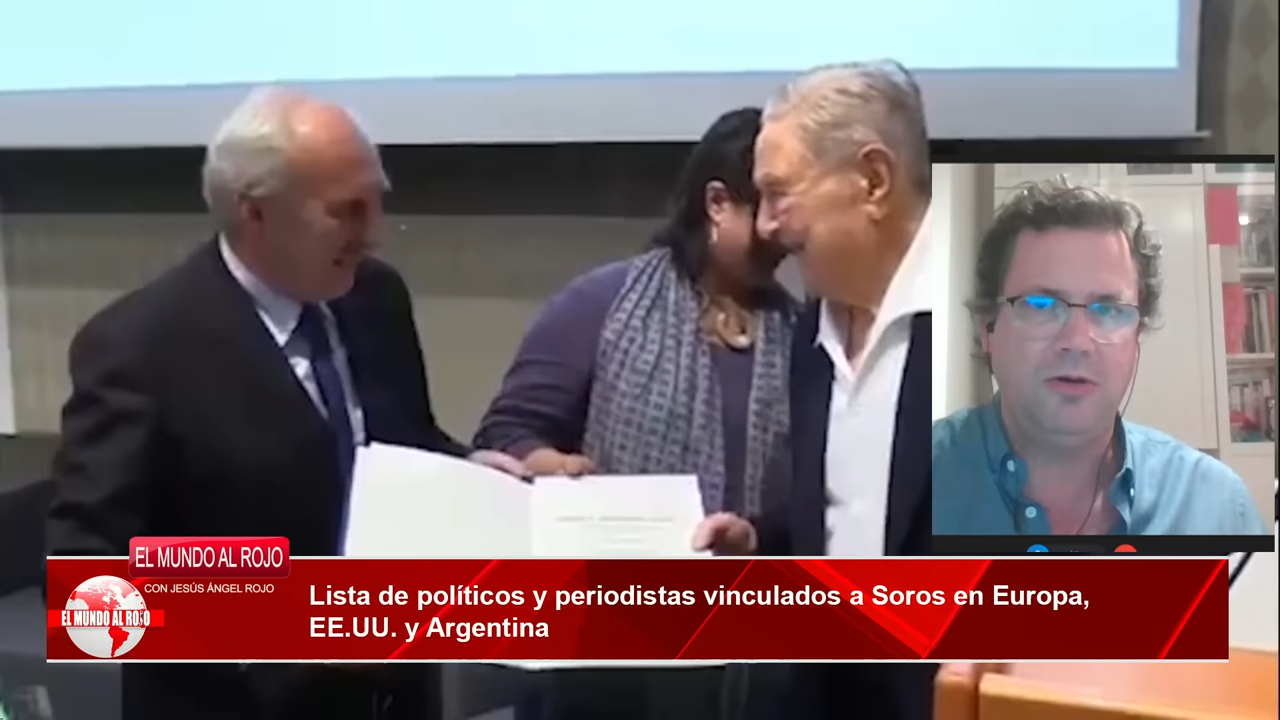 EL MUNDO AL ROJO
CON JESÚS ÁNGEL ROJO
EL MUNDO AL ROJO
Lista de políticos y periodistas vinculados a Soros en Europa,
EE.UU. y Argentina